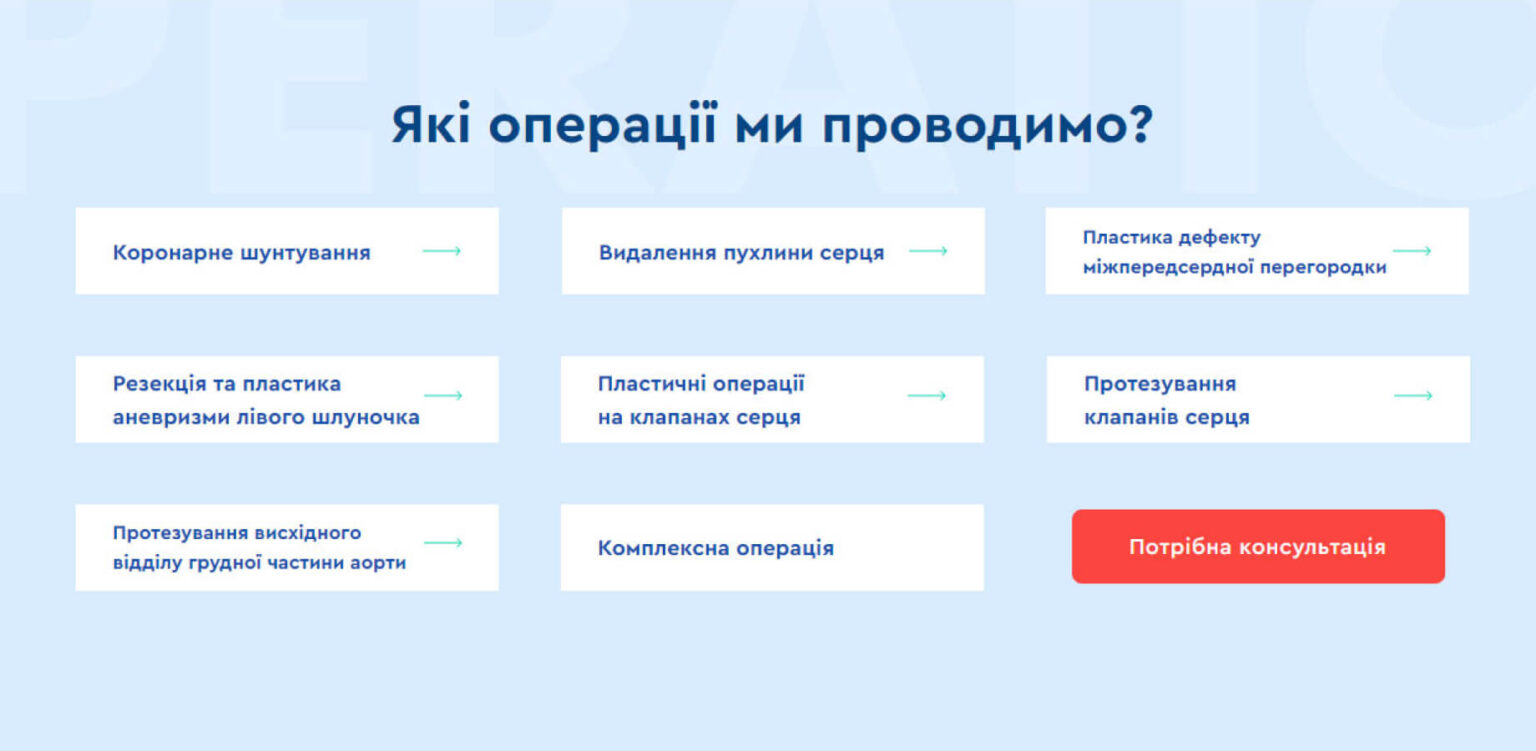 PERATIO
Які операції ми проводимо?
Коронарне шунтування
Видалення пухлини серця
Пластика дефекту
міжпередсердної перегородки
Резекція та пластика
аневризми лівого шлуночка
Пластичні операції
на клапанах серця
Протезування
клапанів серця
Протезування висхідного
відділу грудної частини аорти
Комплексна операція
Потрібна консультація